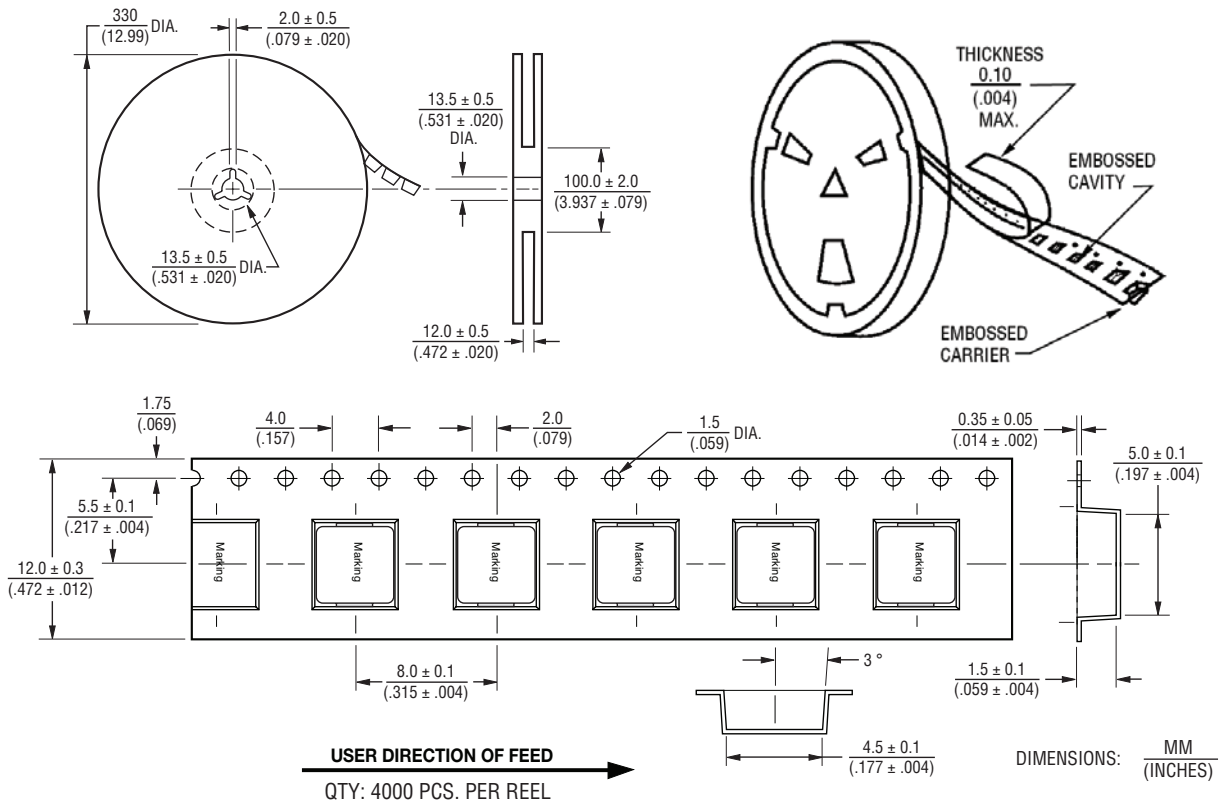 330
(12.99)
DIA.
2.0 ± 0.5
(.079 ± .020)
13.5 ± 0.5
(.531 ± .020)
DIA.
100.0 ± 2.0
(3.937 ± .079)
13.5 ± 0.5
(.531 ± .020)
DIA.
12.0 ± 0.5
(.472 ± .020)
THICKNESS
0.10
(.004)
MAX.
EMBOSSED
CAVITY
EMBOSSED
CARRIER
1.75
(.069)
4.0
(.157)
2.0
(.079)
1.5
(.059)
DIA.
0.35 ± 0.05
(.014 ± .002)
5.0 ± 0.1
(.197 ± .004)
5.5 ± 0.1
(.217 ± .004)
12.0 ± 0.3
(.472 ± .012)
Marking
Marking
Marking
Marking
Marking
Marking
8.0 ± 0.1
(.315 ± .004)
3 °
1.5 ± 0.1
(.059 ± .004)
4.5 ± 0.1
(.177 ± .004)
USER DIRECTION OF FEED
QTY: 4000 PCS. PER REEL
DIMENSIONS:
MM
(INCHES)